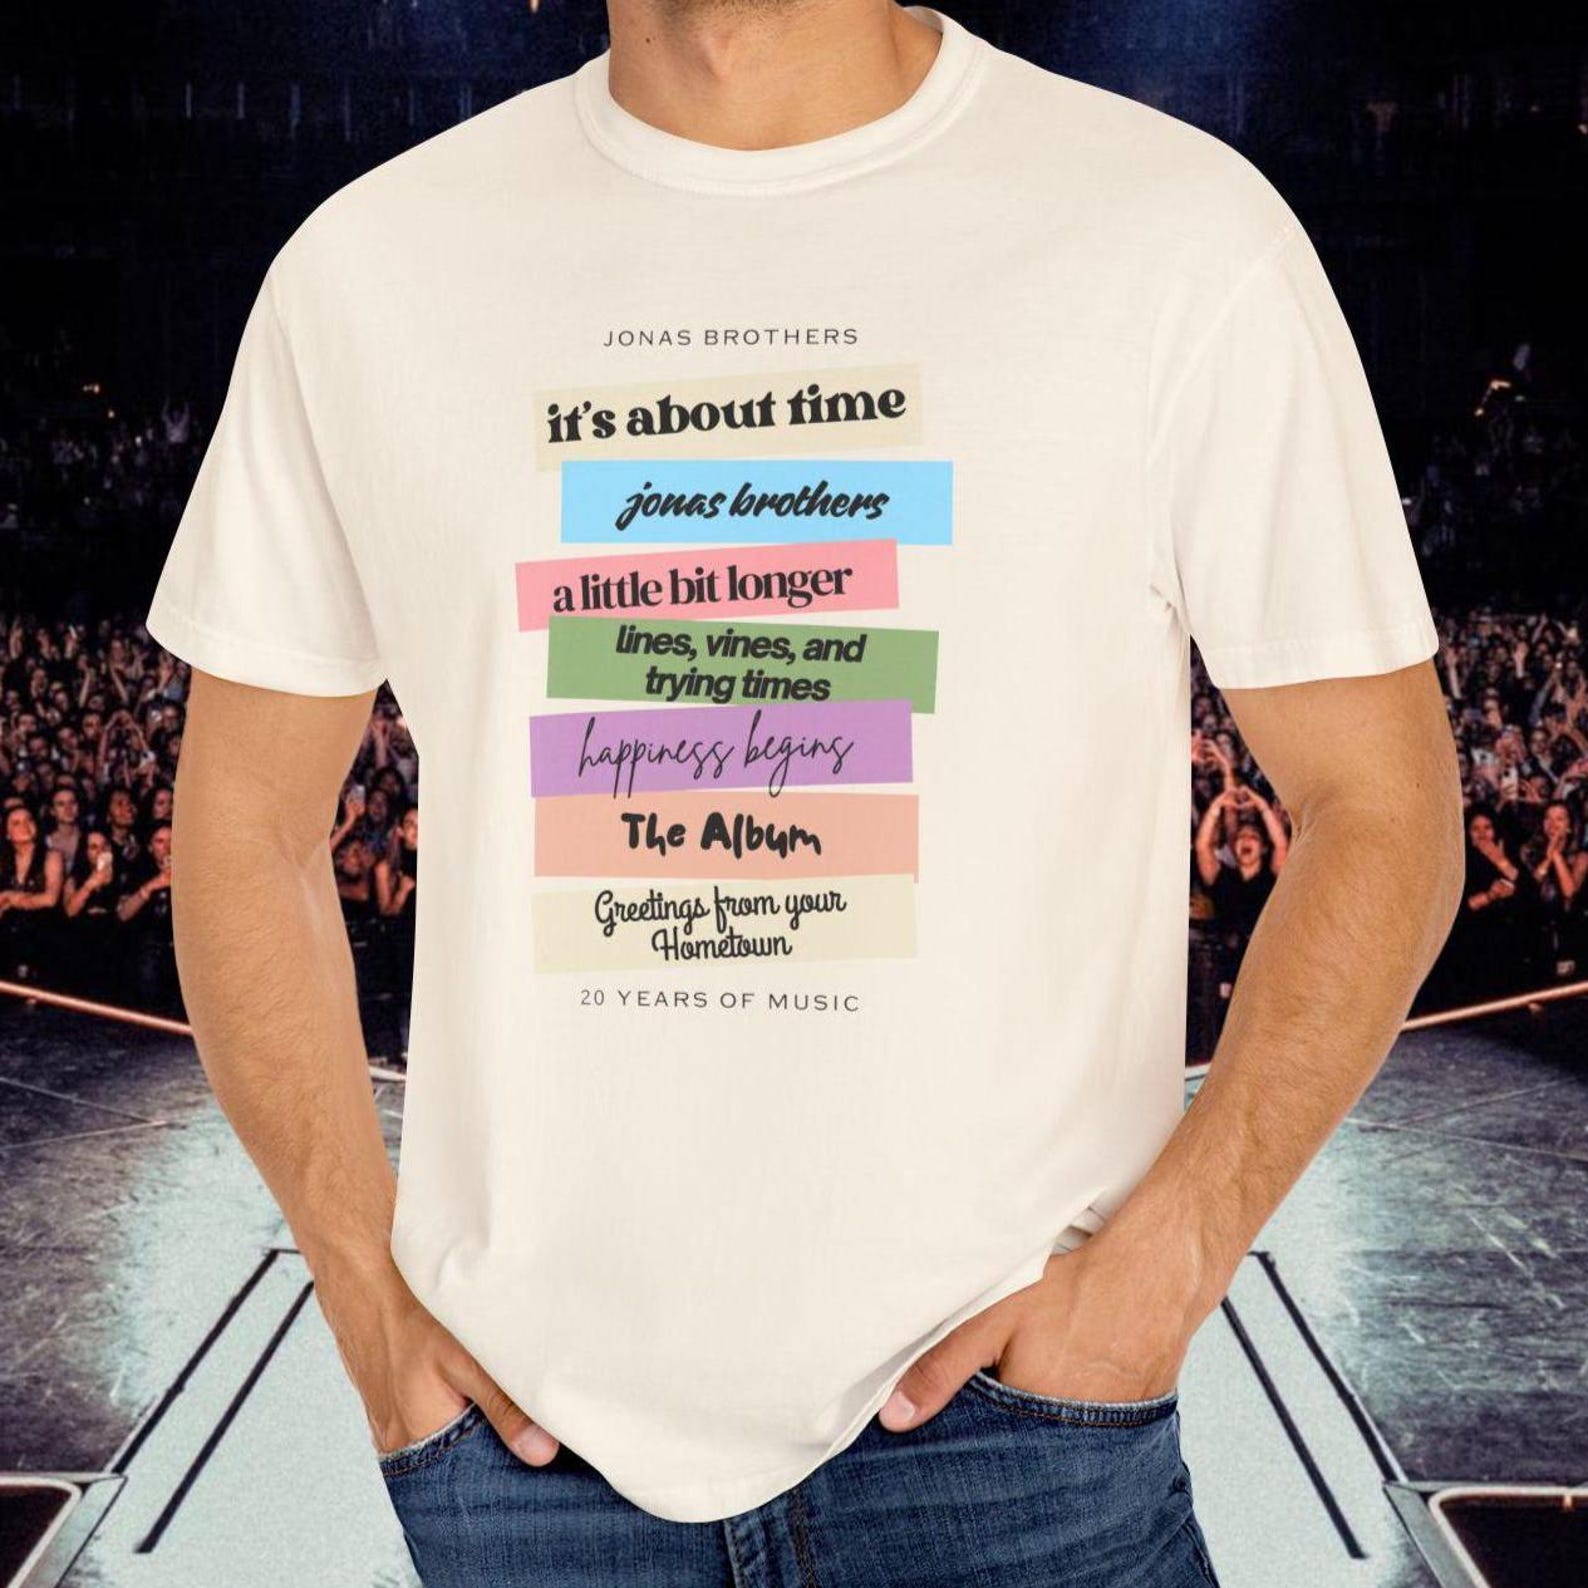 JONAS BROTHERS
it's about time
jonas brothers
a little bit longer
lines, vines, and
trying times
happiness begins
The Album
Greetings from your
Hometown
20 YEARS OF MUSIC